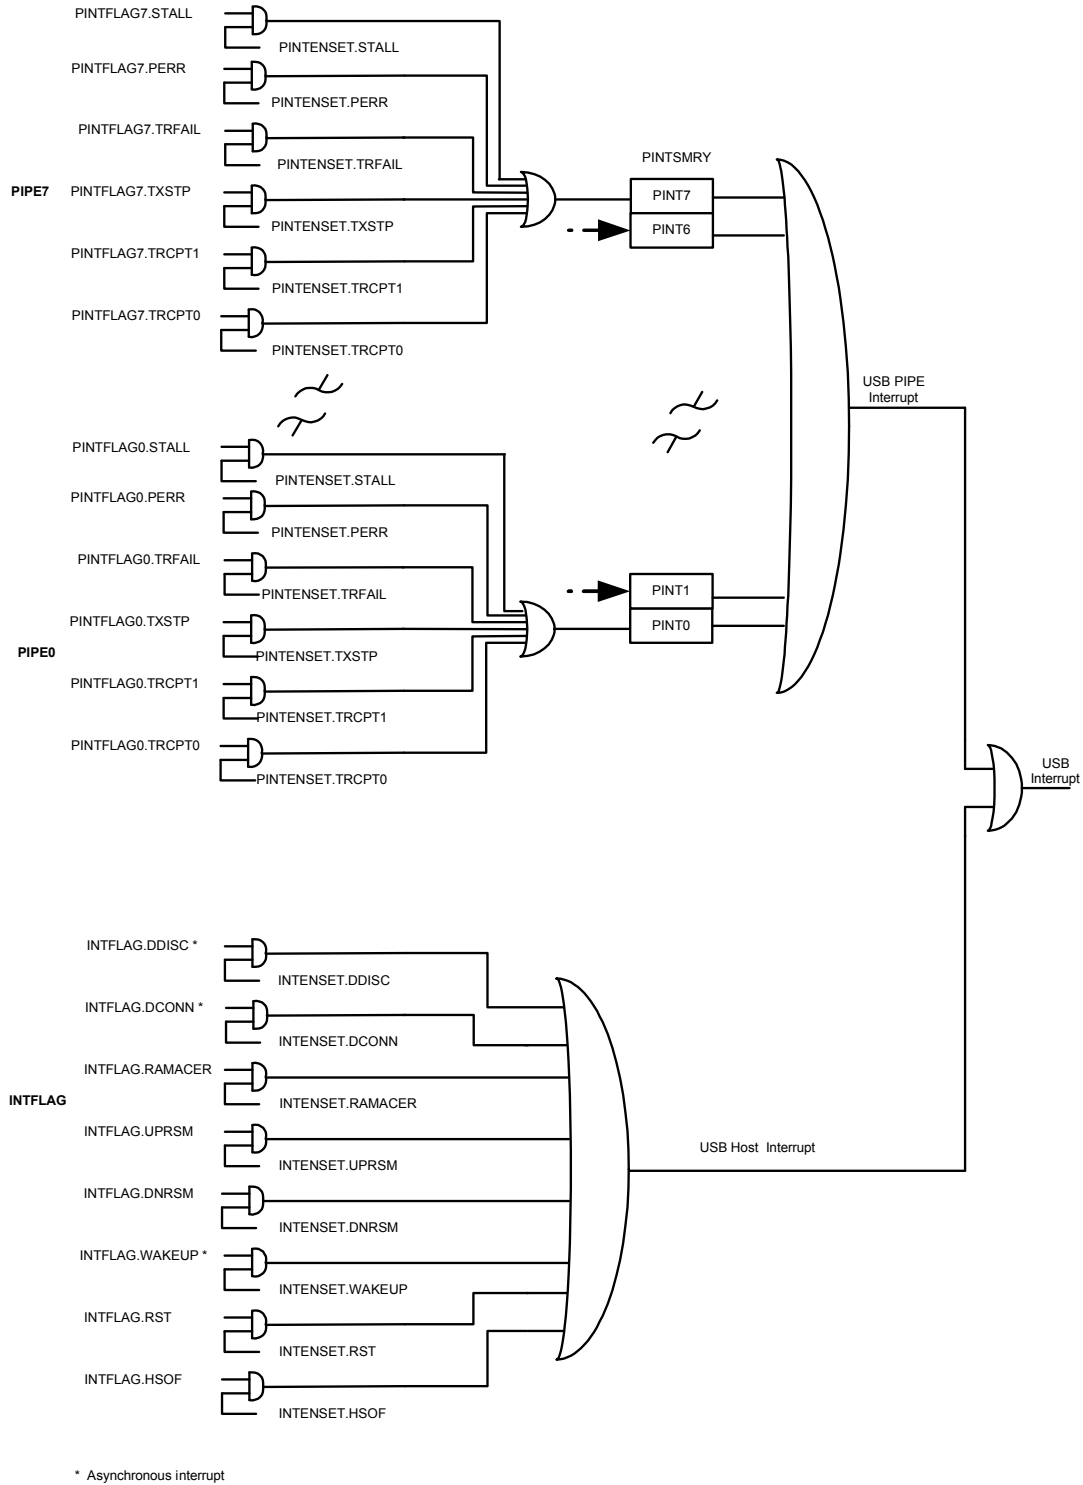 PINTFLAG7.STALL
PINTENSET.STALL
PINTFLAG7.PERR
PINTENSET.PERR
PINTFLAG7.TRFAIL
PINTENSET.TRFAIL
PINTSMRY
PIPE7
PINTFLAG7.TXSTP
PINT7
PINTENSET.TXSTP
PINT6
PINTFLAG7.TRCPT1
PINTENSET.TRCPT1
PINTFLAG7.TRCPT0
PINTENSET.TRCPT0
USB PIPE
Interrupt
PINTFLAG0.STALL
PINTENSET.STALL
PINTFLAG0.PERR
PINTENSET.PERR
PINTFLAG0.TRFAIL
PINTENSET.TRFAIL
PINT1
PINTFLAG0.TXSTP
PINT0
PIPE0
PINTENSET.TXSTP
PINTFLAG0.TRCPT1
PINTENSET.TRCPT1
PINTFLAG0.TRCPT0
PINTENSET.TRCPT0
USB
Interrupt
INTFLAG.DDISC *
INTENSET.DDISC
INTFLAG.DCONN *
INTENSET.DCONN
INTFLAG.RAMACER
INTFLAG
INTENSET.RAMACER
INTFLAG.UPRSM
USB Host Interrupt
INTENSET.UPRSM
INTFLAG.DNRSM
INTENSET.DNRSM
INTFLAG.WAKEUP *
INTENSET.WAKEUP
INTFLAG.RST
INTENSET.RST
INTFLAG.HSOF
INTENSET.HSOF
* Asynchronous interrupt